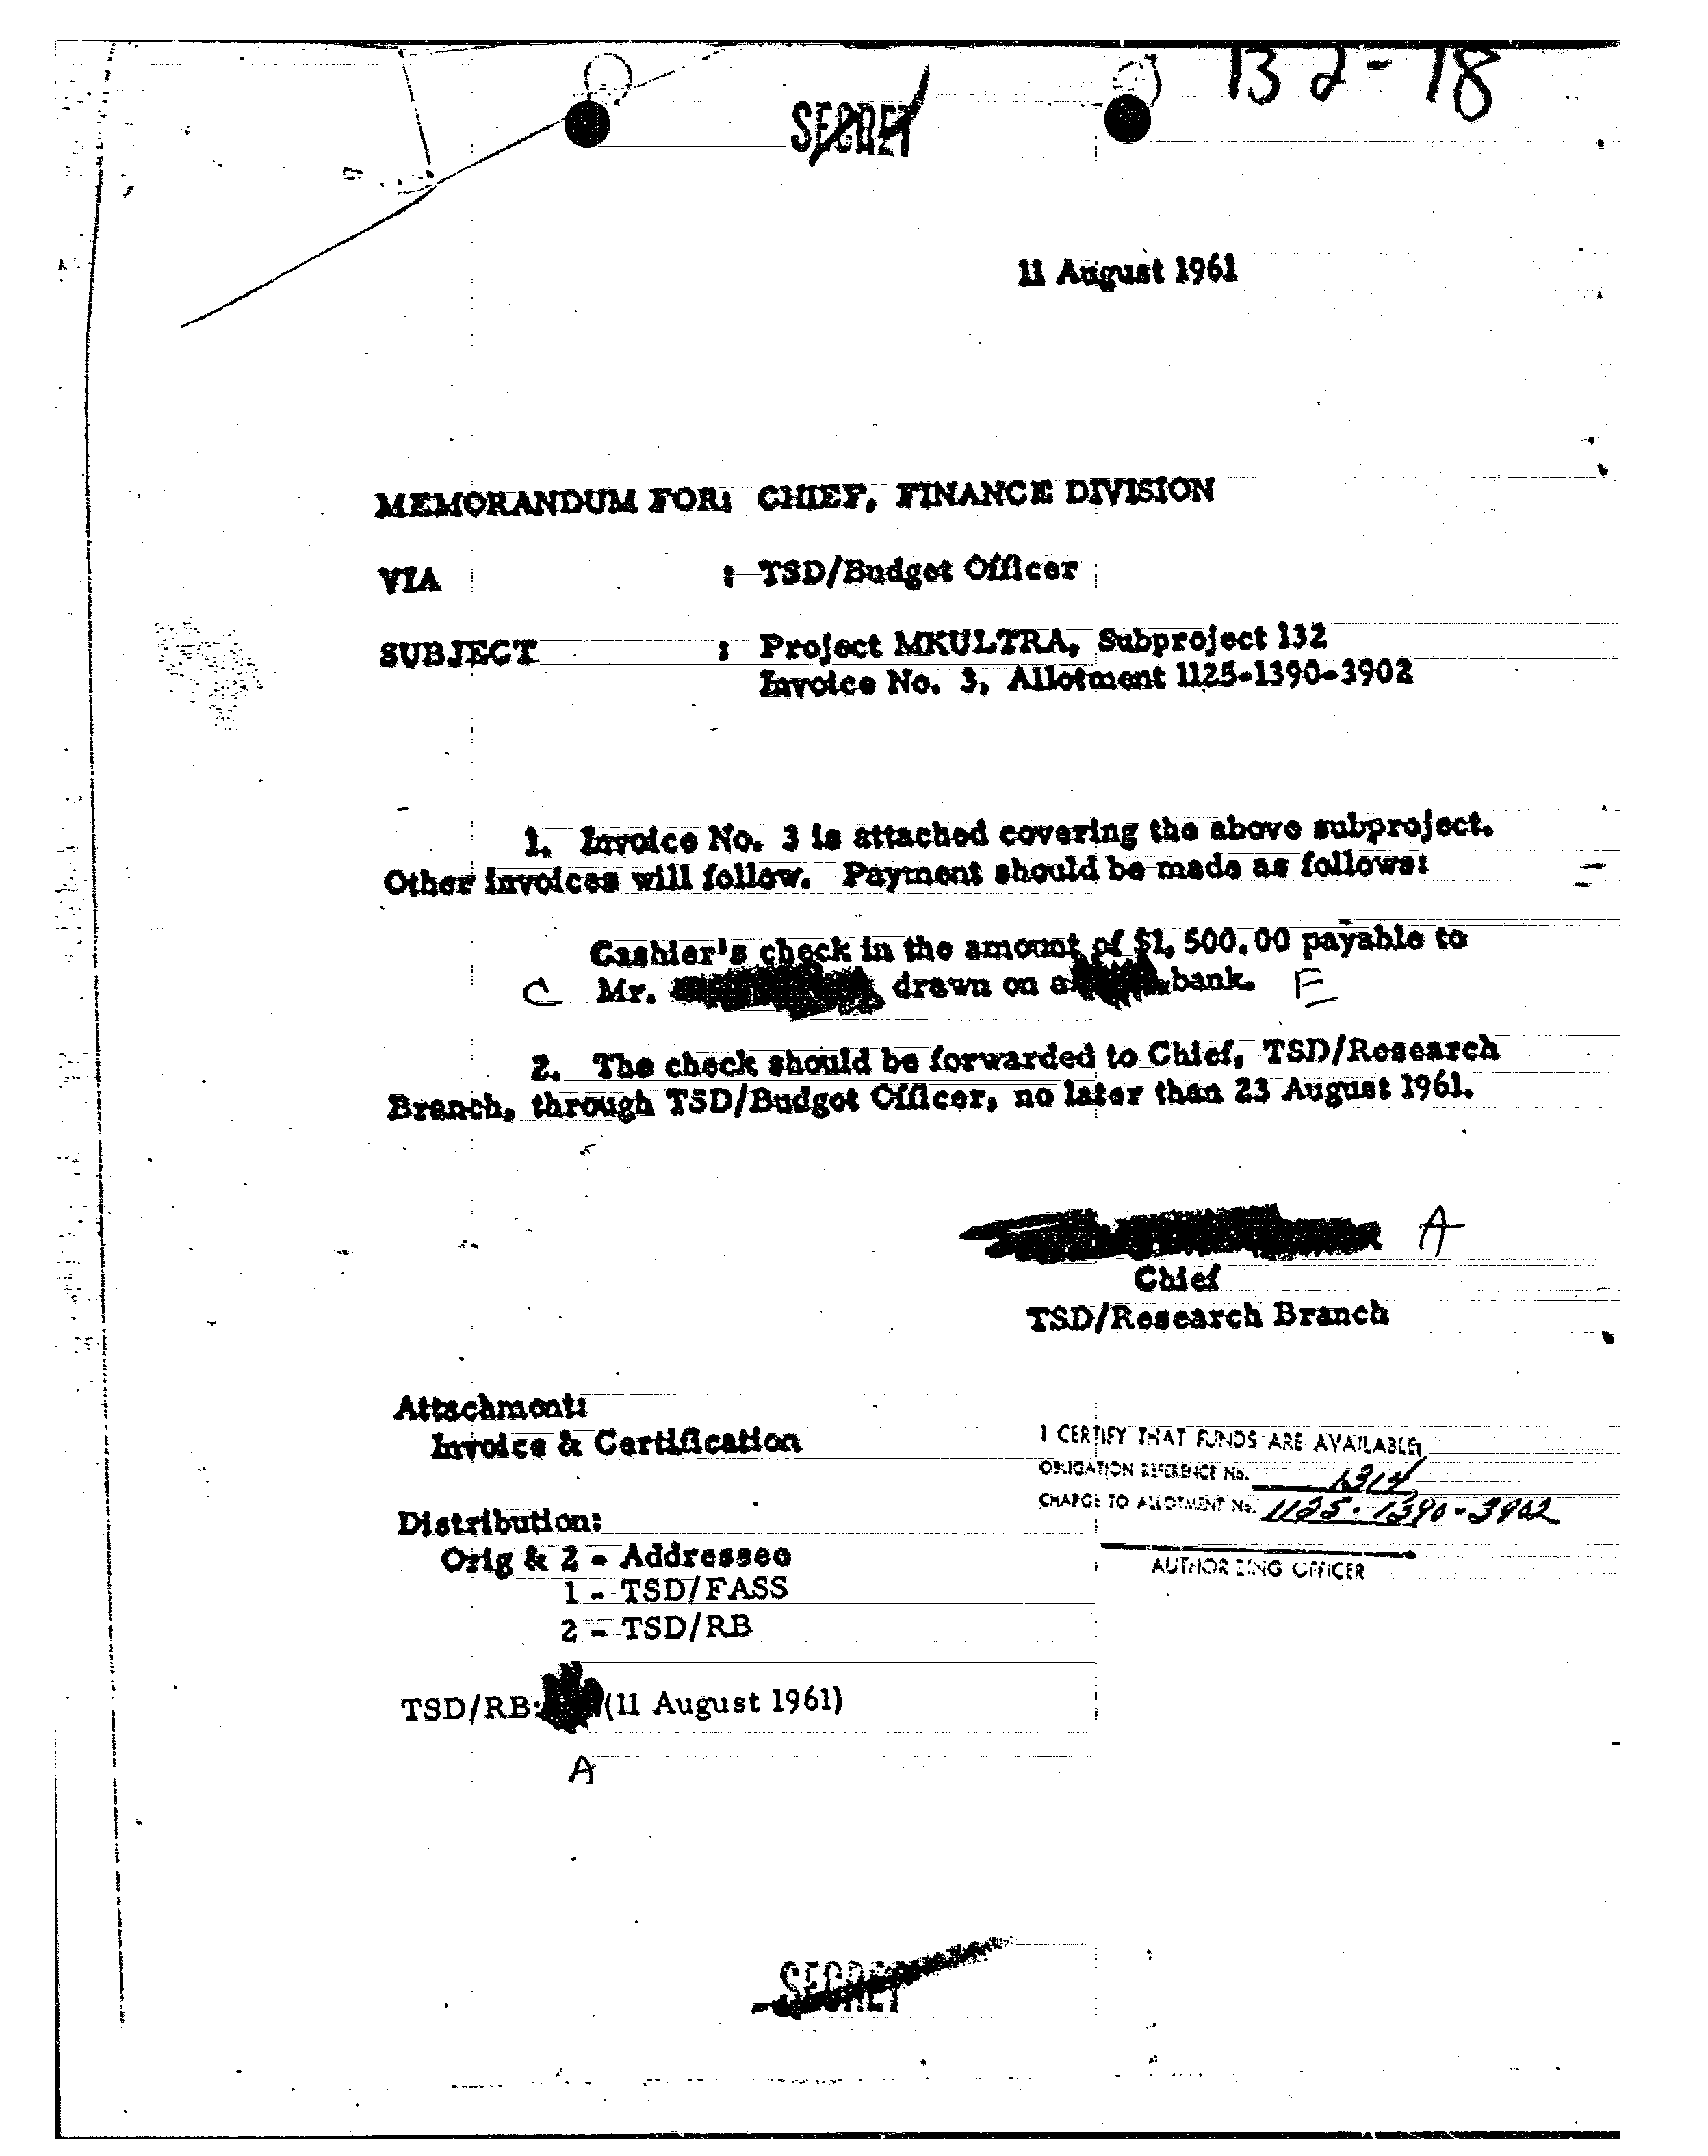 132-18
SECRET
11 August 1961
MEMORANDUM FOR: CHIEF, FINANCE DIVISION
VIA : TSD/Budget Officer
SUBJECT : Project MKULTRA, Subproject 132
Invoice No. 3, Allotment 1125-1390-3902
1. Invoice No. 3 is attached covering the above subproject.
Other invoices will follow. Payment should be made as follows:
Cashier's check in the amount of $1,500.00 payable to
C Mr. drawn on a bank. E
2. The check should be forwarded to Chief, TSD/Research
Branch, through TSD/Budget Officer, no later than 23 August 1961.
A
Chief
TSD/Research Branch
Attachment:
Invoice & Certification
I CERTIFY THAT FUNDS ARE AVAILABLE
OBLIGATION REFERENCE No. 1314
CHARGE TO ALLOTMENT No. 1125-1390-3902
AUTHORIZING OFFICER
Distribution:
Orig & 2 - Addressee
1 - TSD/FASS
2 - TSD/RB
TSD/RB: (11 August 1961)
A
SECRET